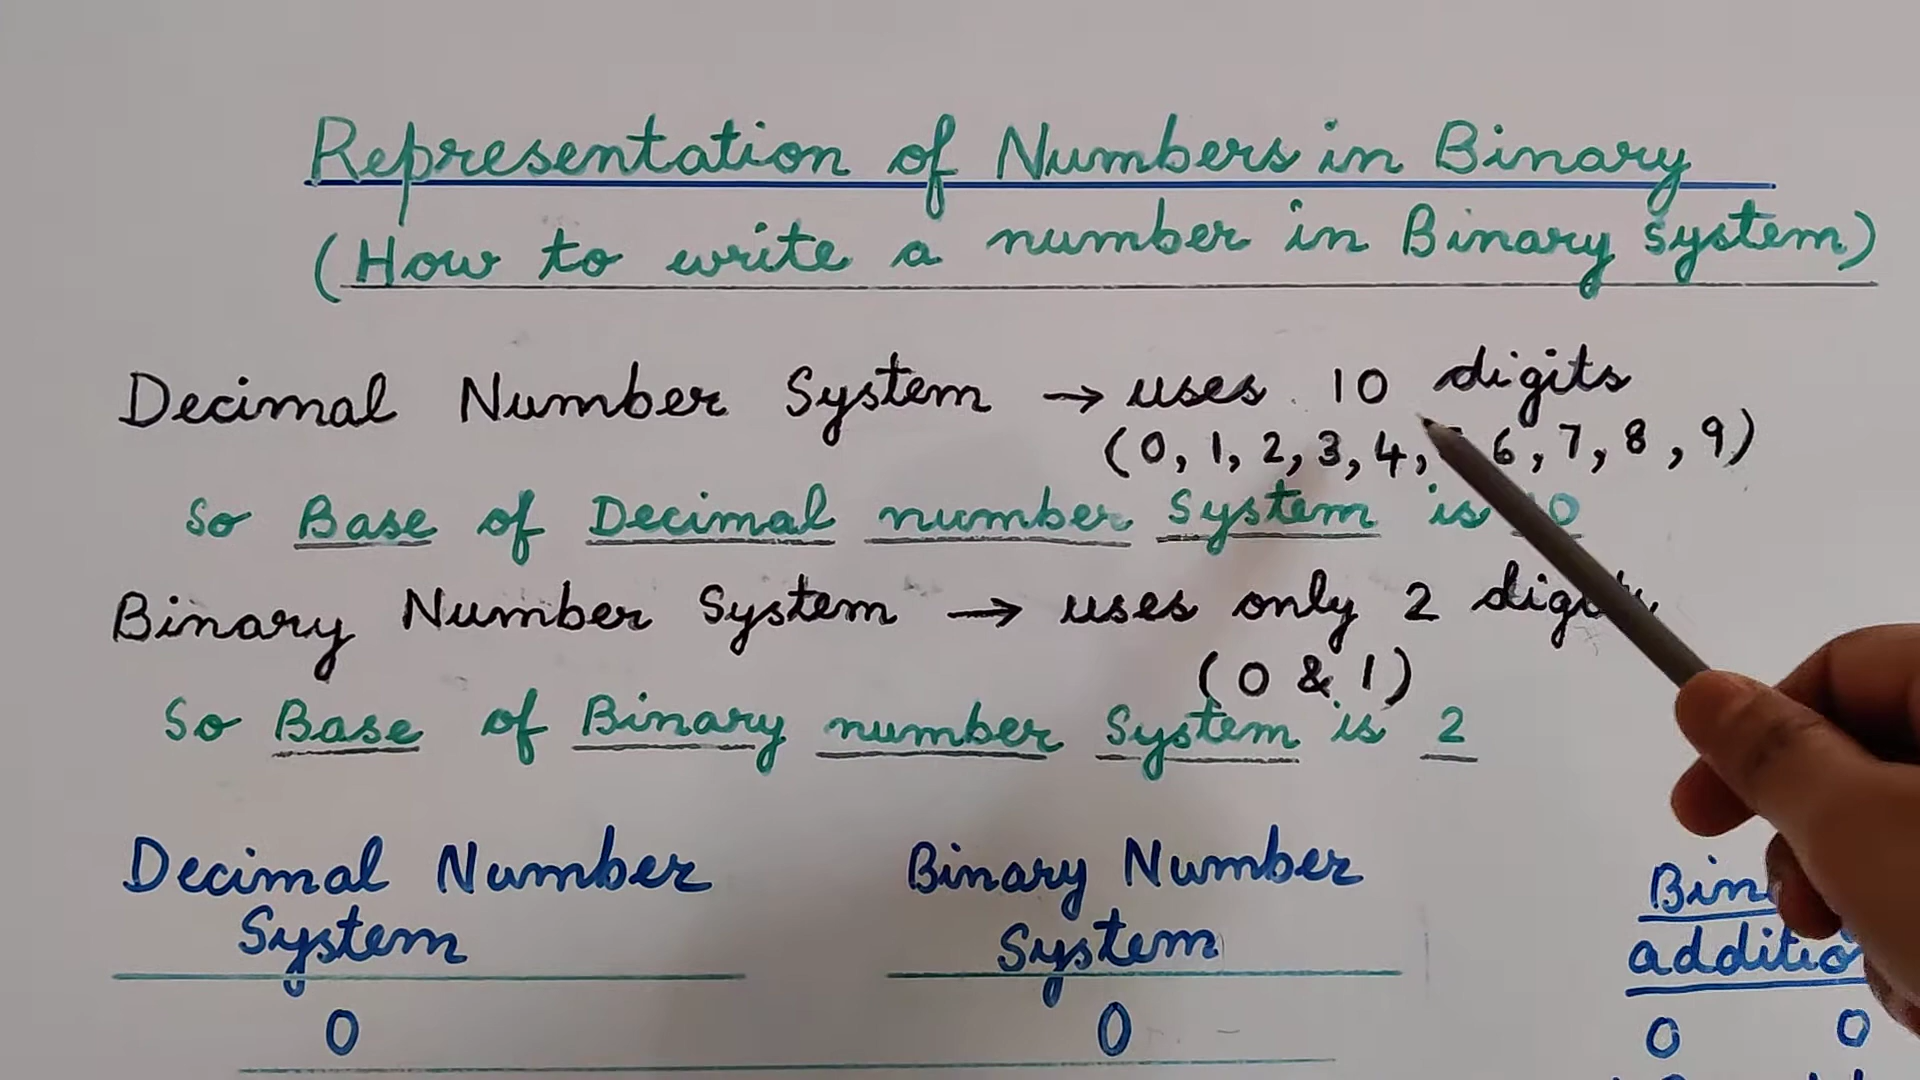 Representation of Numbers in Binary
(How to write a number in Binary system)
Decimal Number System → uses 10 digits
(0, 1, 2, 3, 4, 6, 7, 8, 9)
So Base of Decimal number System is 10
Binary Number System → uses only 2 digits
(0 & 1)
So Base of Binary number System is 2
Decimal Number System
Binary Number System
addition
0
0
0 0